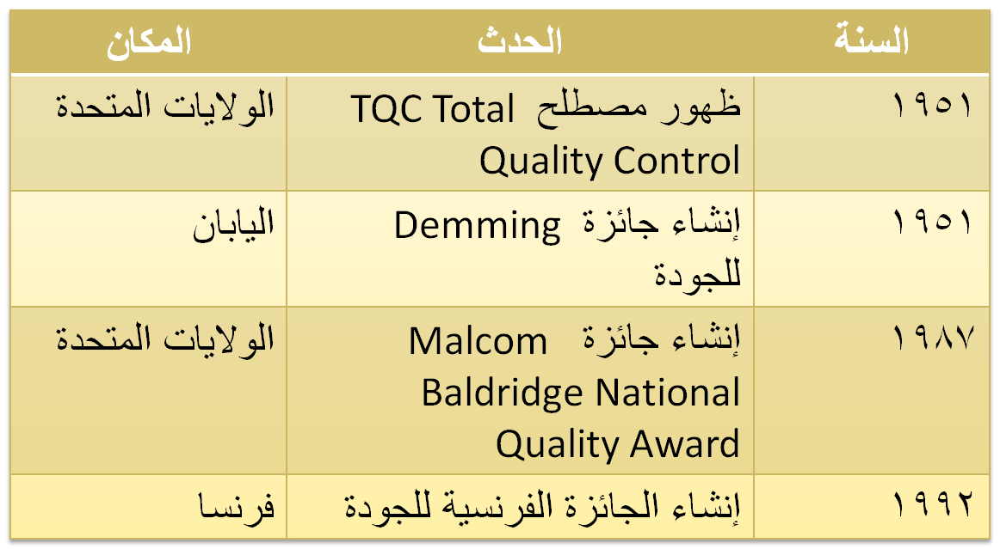 السنة الحدث المكان
١٩٥١ ظهور مصطلح TQC Total الولايات المتحدة
Quality Control
١٩٥١ إنشاء جائزة Demming اليابان
للجودة
١٩٨٧ إنشاء جائزة Malcom الولايات المتحدة
Baldridge National
Quality Award
١٩٩٢ إنشاء الجائزة الفرنسية للجودة فرنسا